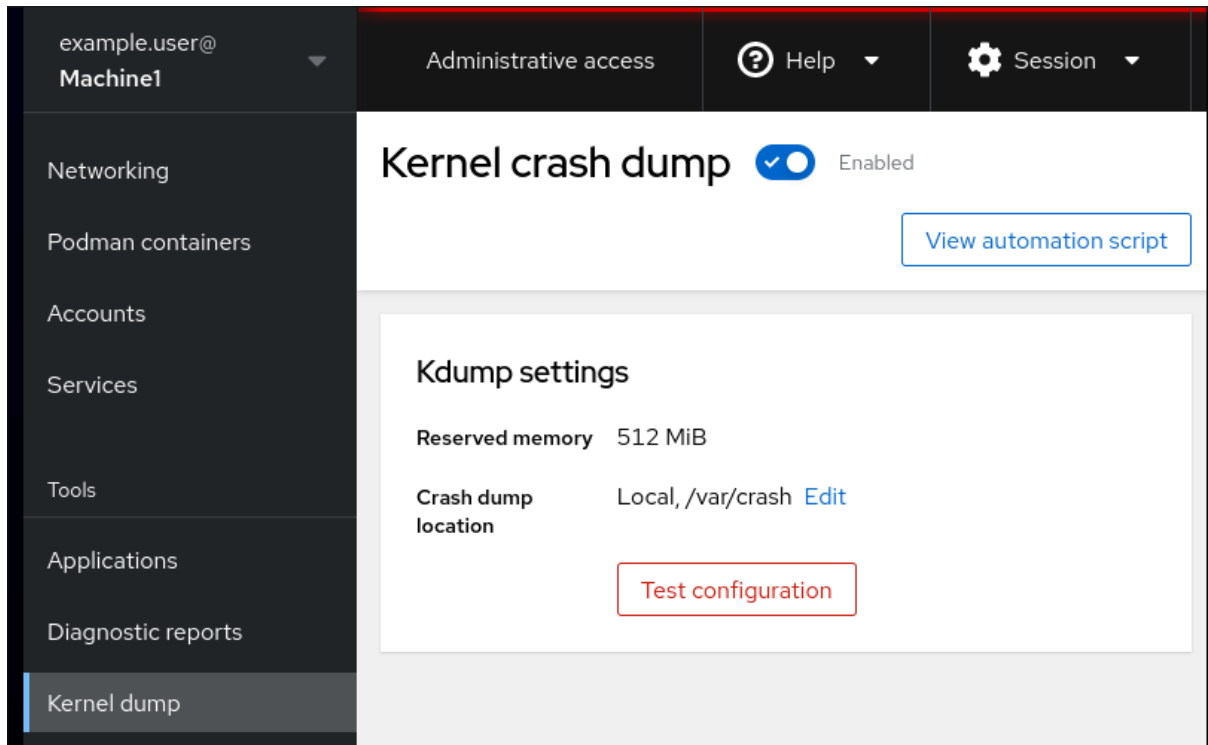 example.user@
Machine1
Administrative access
Help
Session
Networking
Podman containers
Accounts
Services
Tools
Applications
Diagnostic reports
Kernel dump
Kernel crash dump
Enabled
View automation script
Kdump settings
Reserved memory 512 MiB
Crash dump Local, /var/crash Edit
location
Test configuration